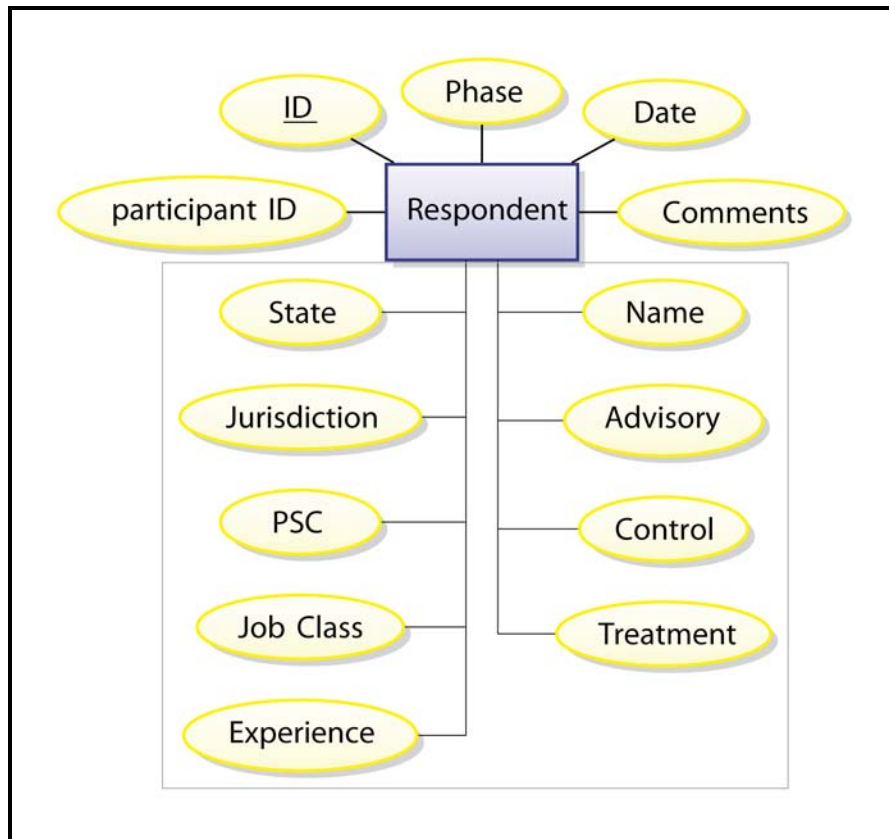 Phase
ID
Date
participant ID
Respondent
Comments
State
Name
Jurisdiction
Advisory
PSC
Control
Job Class
Treatment
Experience